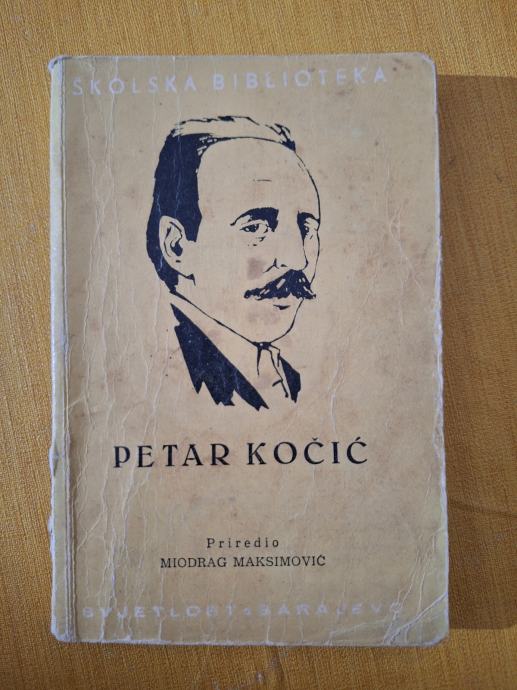 ŠKOLSKA BIBLIOTEKA
PETAR KOČIĆ
Priredio
MIODRAG MAKSIMOVIĆ
SVJETLOST SARAJEVO